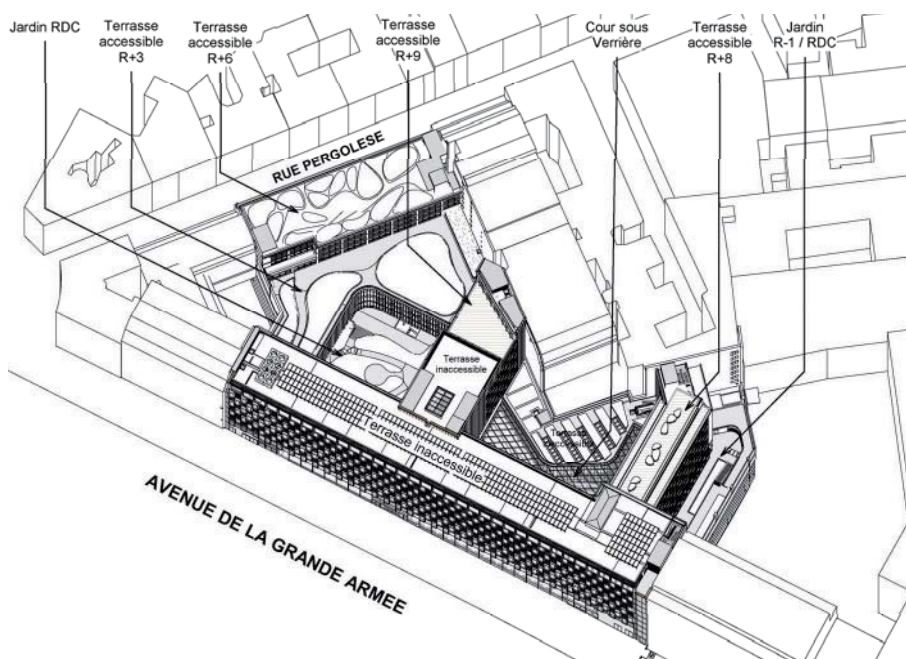 Jardin RDC
Terrasse
accessible
R+3
Terrasse
accessible
R+6
Terrasse
accessible
R+9
Cour sous
Verrière
Terrasse
accessible
R+8
Jardin
R-1 / RDC
RUE PERGOLESE
Terrasse
inaccessible
Terrasse inaccessible
AVENUE DE LA GRANDE ARMEE